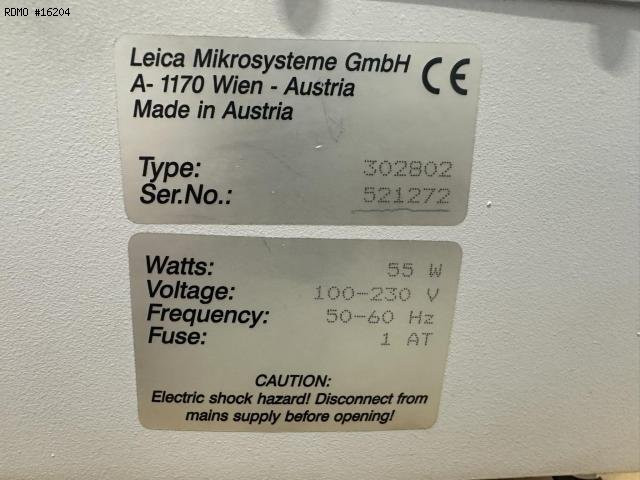 RDMO #16204
Leica Mikrosysteme GmbH CE
A- 1170 Wien - Austria
Made in Austria
Type: 302802
Ser.No.: 521272
Watts: 55 W
Voltage: 100-230 V
Frequency: 50-60 Hz
Fuse: 1 AT
CAUTION:
Electric shock hazard! Disconnect from
mains supply before opening!